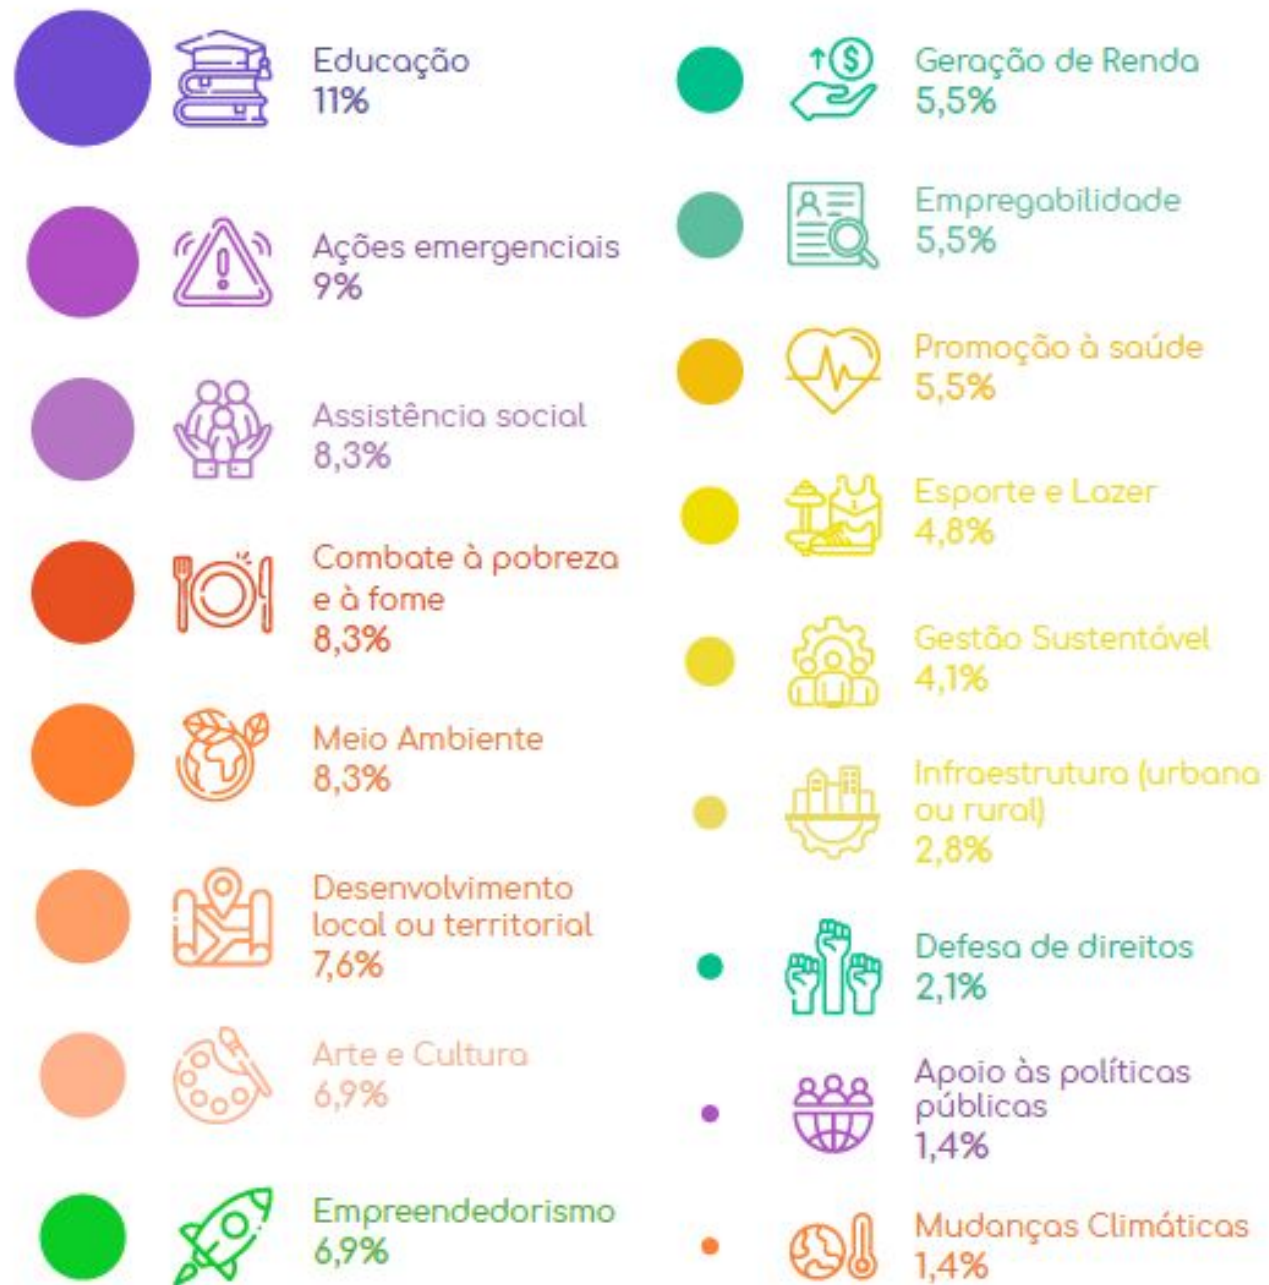 Educação
11%
Ações emergenciais
9%
Assistência social
8,3%
Combate à pobreza
e à fome
8,3%
Meio Ambiente
8,3%
Desenvolvimento
local ou territorial
7,6%
Arte e Cultura
6,9%
Empreendedorismo
6,9%
Geração de Renda
5,5%
Empregabilidade
5,5%
Promoção à saúde
5,5%
Esporte e Lazer
4,8%
Gestão Sustentável
4,1%
Infraestrutura (urbana
ou rural)
2,8%
Defesa de direitos
2,1%
Apoio às políticas
públicas
1,4%
Mudanças Climáticas
1,4%